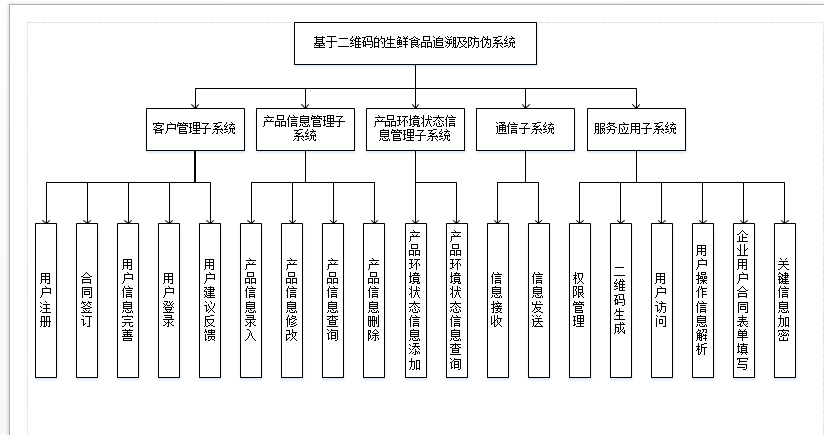 基于二维码的生鲜食品追溯及防伪系统
客户管理子系统
产品信息管理子
系统
产品环境状态信
息管理子系统
通信子系统
服务应用子系统
用户注册
合同签订
用户信息完善
用户登录
用户建议反馈
产品信息录入
产品信息修改
产品信息查询
产品信息删除
产品环境状态信息添加
产品环境状态信息查询
信息接收
信息发送
权限管理
二维码生成
用户访问
用户操作信息解析
企业用户合同表单填写
关键信息加密